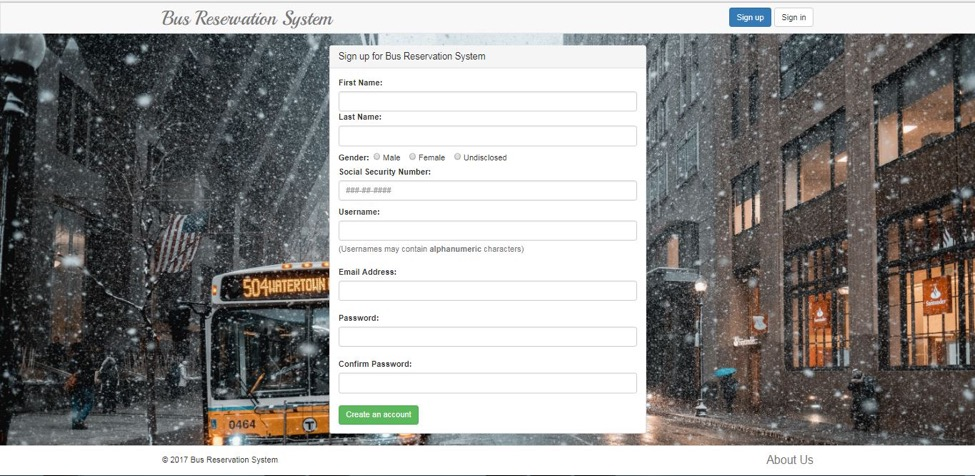 Bus Reservation System
Sign up Sign in
Sign up for Bus Reservation System
First Name:
Last Name:
Gender: Male Female Undisclosed
Social Security Number:
###-##-####
Username:
(Usernames may contain alphanumeric characters)
Email Address:
Password:
Confirm Password:
Create an account
504 WATERTOWN
0464
T
Santander
© 2017 Bus Reservation System
About Us